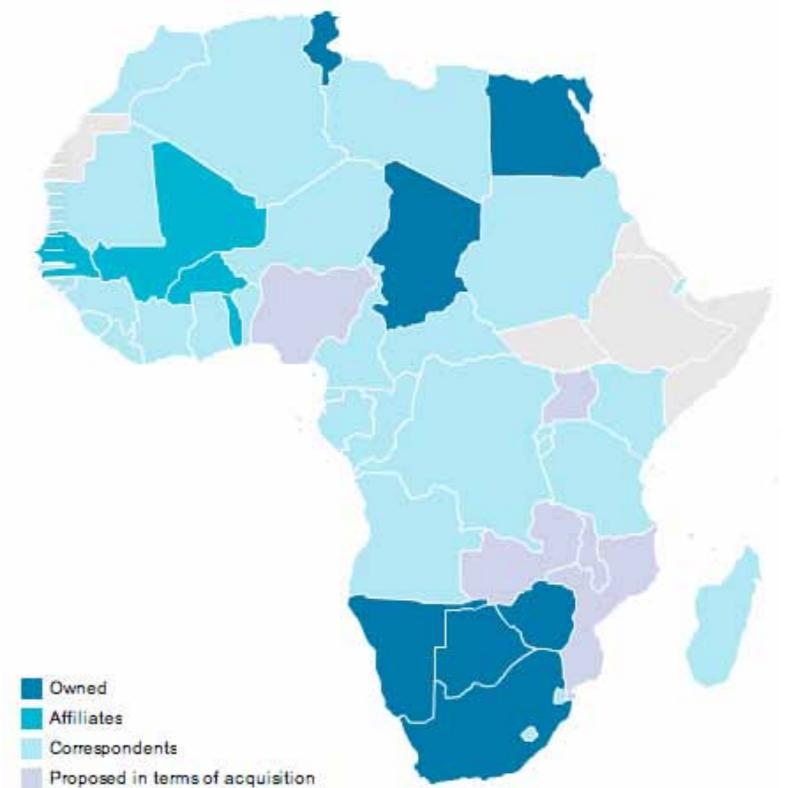 Owned
Affiliates
Correspondents
Proposed in terms of acquisition